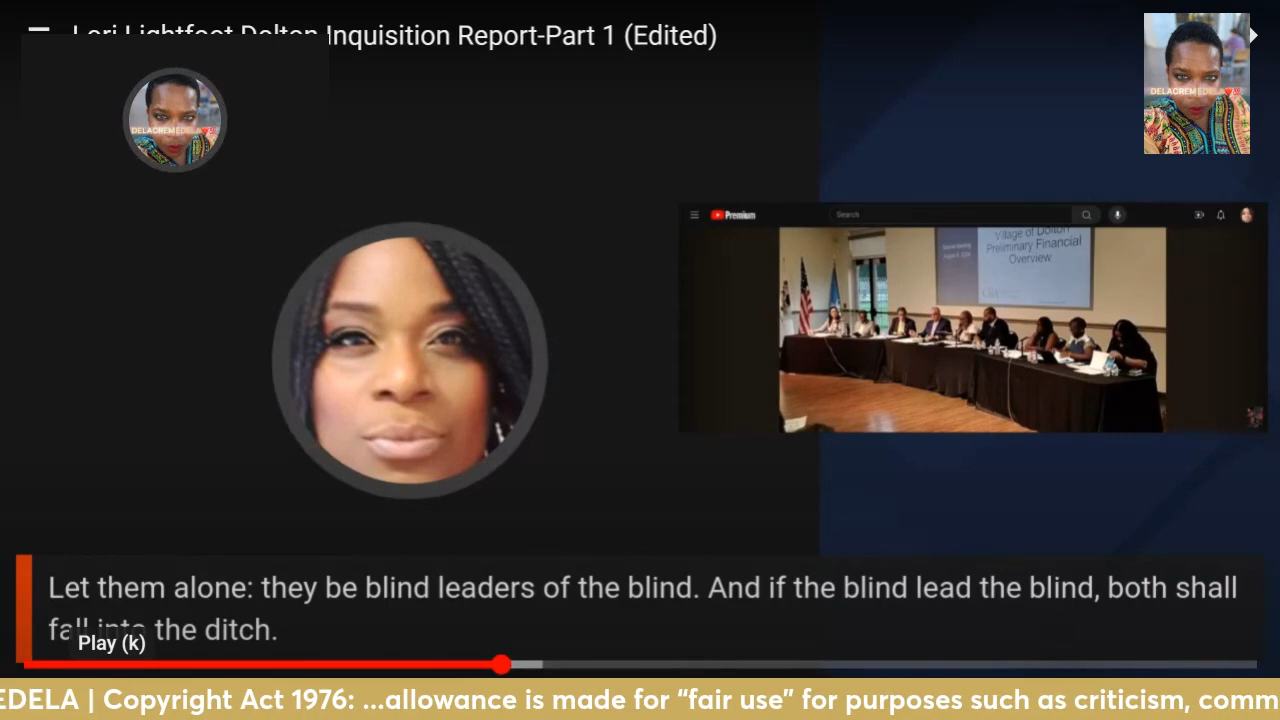 Lori Lightfoot Dolton Inquisition Report-Part 1 (Edited)
DELACREMEDELA
DELACREMEDELA
Premium
Search
Village of Dolton
Preliminary Financial
Overview
Special Meeting
Let them alone: they be blind leaders of the blind. And if the blind lead the blind, both shall
fall into the ditch.
Play (k)
EDELA | Copyright Act 1976: ...allowance is made for “fair use” for purposes such as criticism, comm